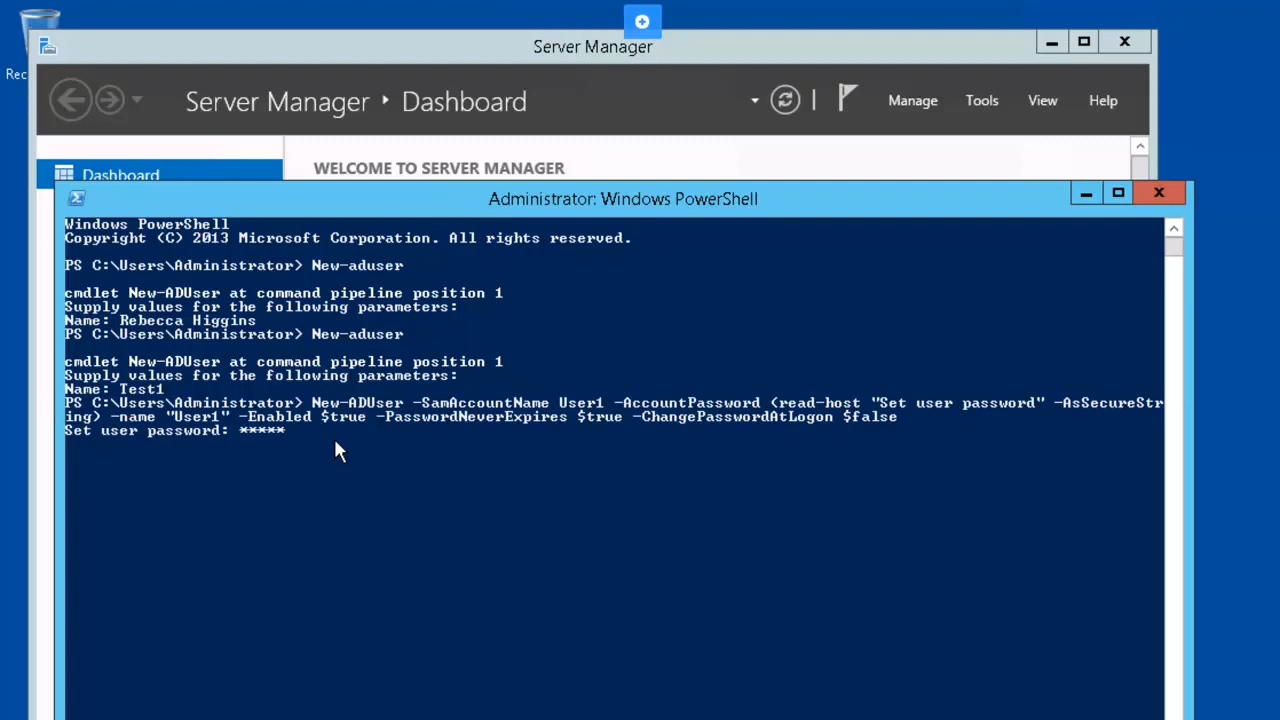 Rec
Server Manager
Server Manager ‣ Dashboard
Manage
Tools
View
Help
Dashboard
WELCOME TO SERVER MANAGER
Administrator: Windows PowerShell
Windows PowerShell
Copyright (C) 2013 Microsoft Corporation. All rights reserved.
PS C:\Users\Administrator> New-aduser
cmdlet New-ADUser at command pipeline position 1
Supply values for the following parameters:
Name: Rebecca Higgins
PS C:\Users\Administrator> New-aduser
cmdlet New-ADUser at command pipeline position 1
Supply values for the following parameters:
Name: Test1
PS C:\Users\Administrator> New-ADUser -SamAccountName User1 -AccountPassword (read-host "Set user password" -AsSecureStr
ing) -name "User1" -Enabled $true -PasswordNeverExpires $true -ChangePasswordAtLogon $false
Set user password: *****